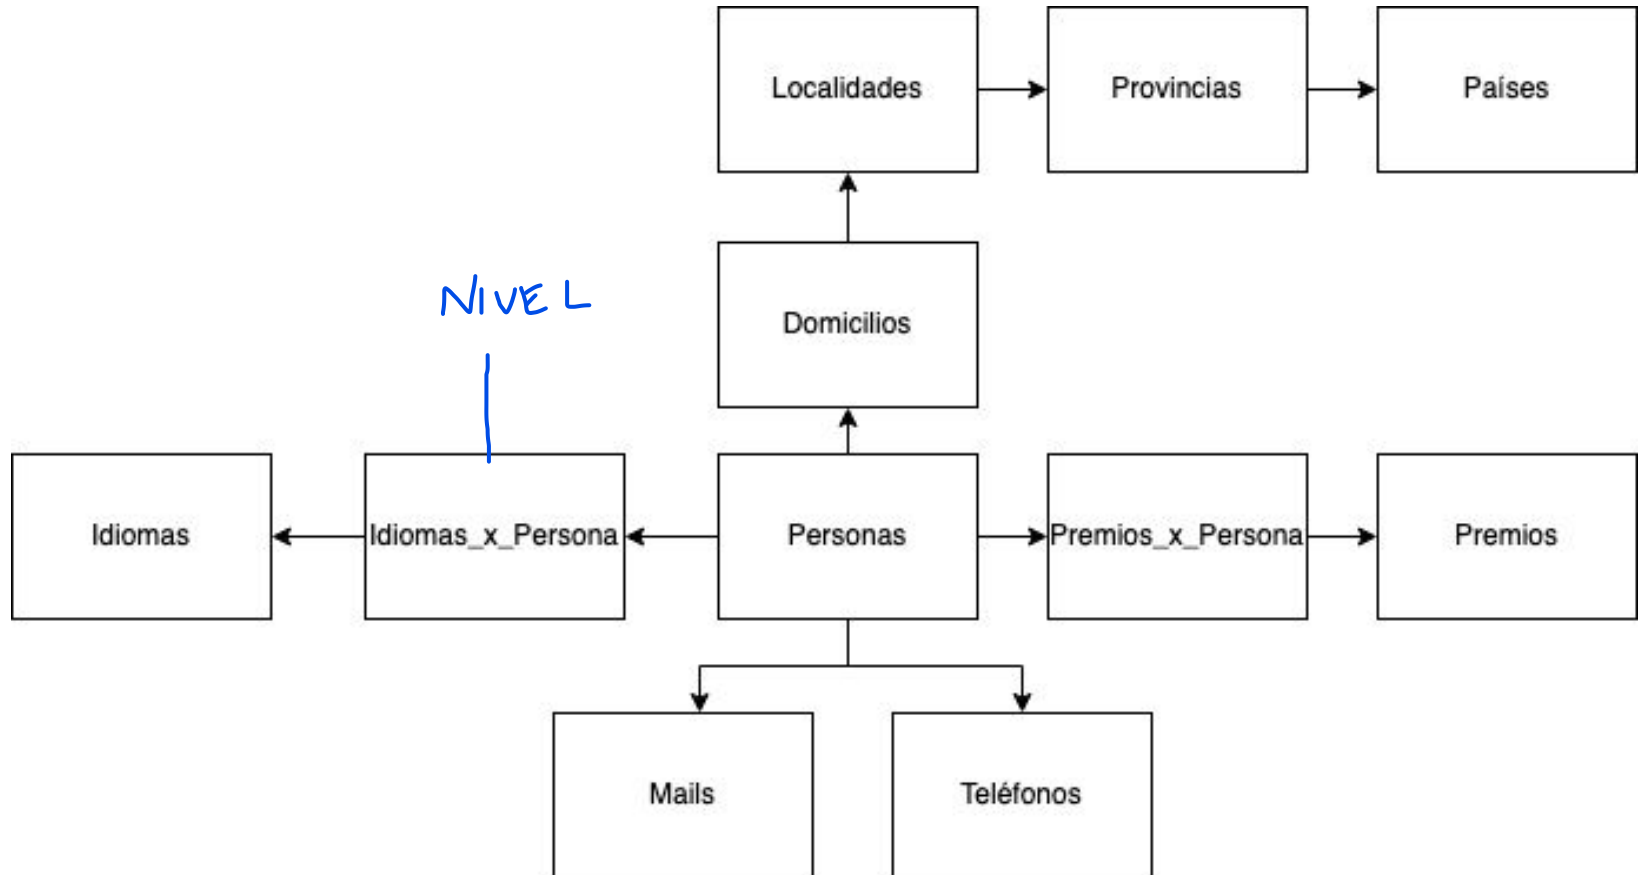 Localidades
Provincias
Países
Domicilios
NIVEL
Idiomas
Idiomas_x_Persona
Personas
Premios_x_Persona
Premios
Mails
Teléfonos